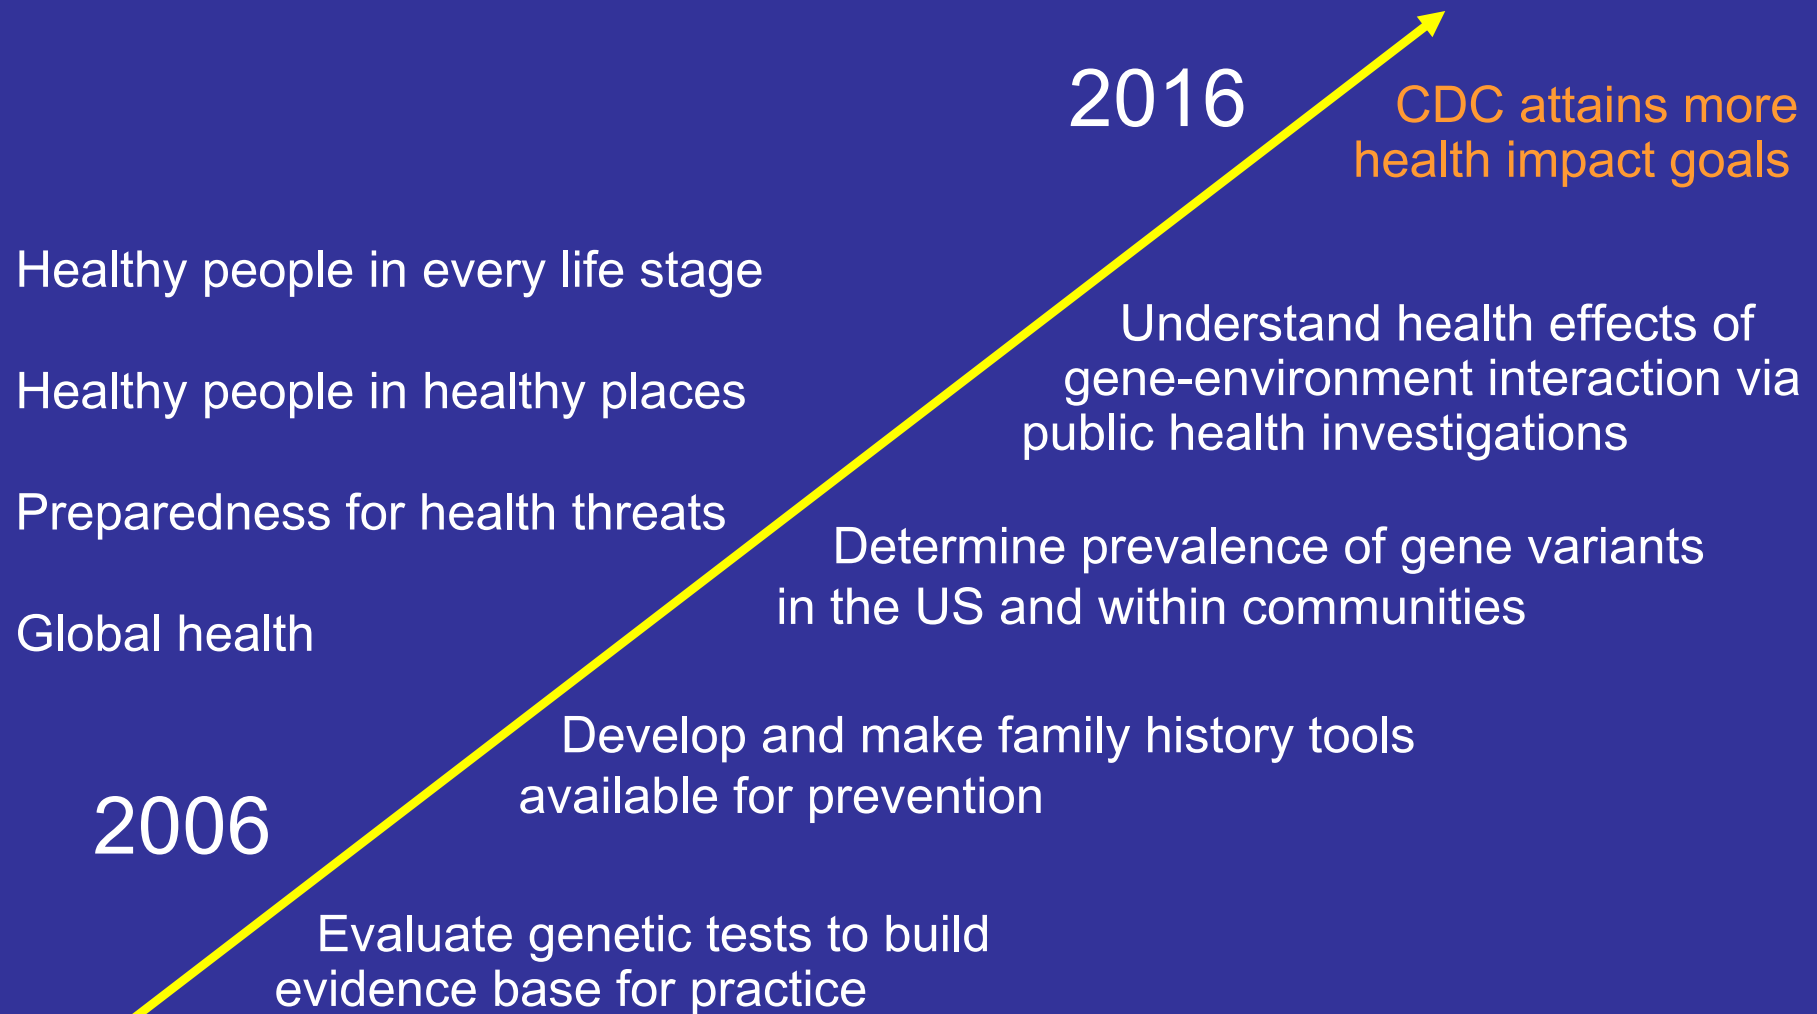 2016
CDC attains more
health impact goals
Healthy people in every life stage
Healthy people in healthy places
Preparedness for health threats
Global health
2006
Understand health effects of
gene-environment interaction via
public health investigations
Determine prevalence of gene variants
in the US and within communities
Develop and make family history tools
available for prevention
Evaluate genetic tests to build
evidence base for practice